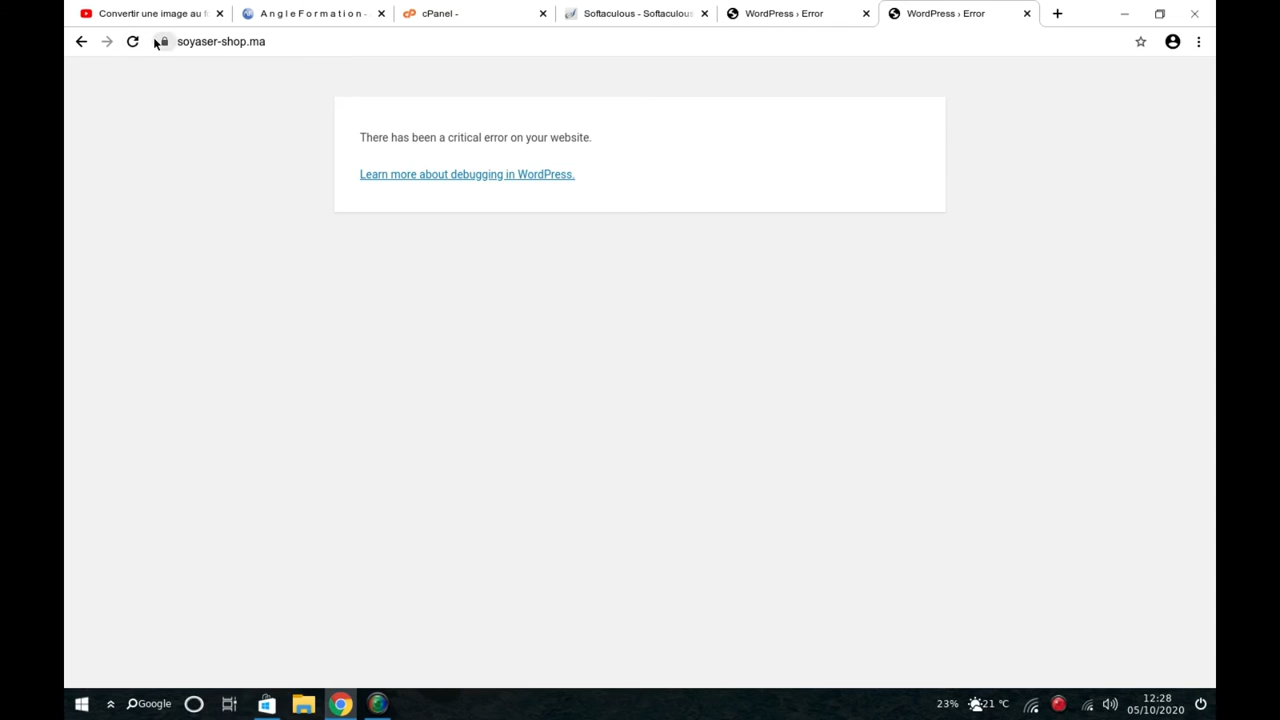 Convertir une image au f
A n g l e F o r m a t i o n -
cPanel -
Softaculous - Softaculous
WordPress › Error
WordPress › Error
soyaser-shop.ma
There has been a critical error on your website.
Learn more about debugging in WordPress.
Google
23%
21 °C
12:28
05/10/2020